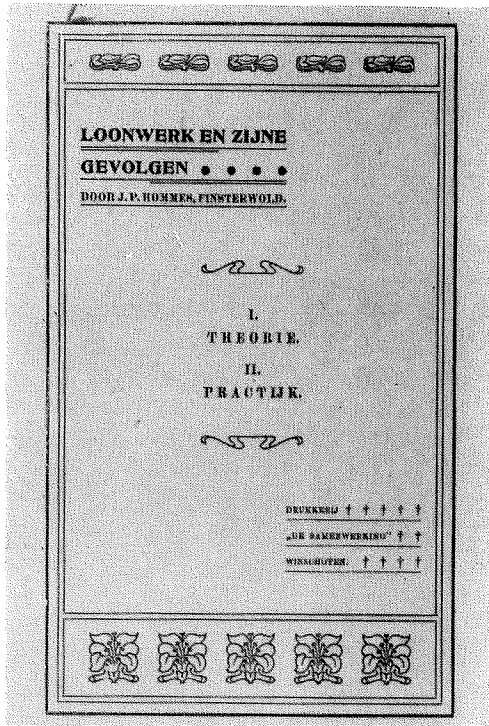 LOONWERK EN ZIJNE
GEVOLGEN • • • •
DOOR J. P. HOMMES, FINSTERWOLD.
I.
THEORIE.
II.
PRACTIJK.
DRUKKERIJ † † † † †
„DE SAMENWERKING” † †
WINSCHOTEN. † † † †